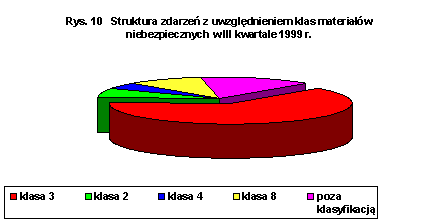 Rys. 10 Struktura zdarzeń z uwzględnieniem klas materiałów
niebezpiecznych w III kwartale 1999 r.
klasa 3 klasa 2 klasa 4 klasa 8 poza
klasyfikacją